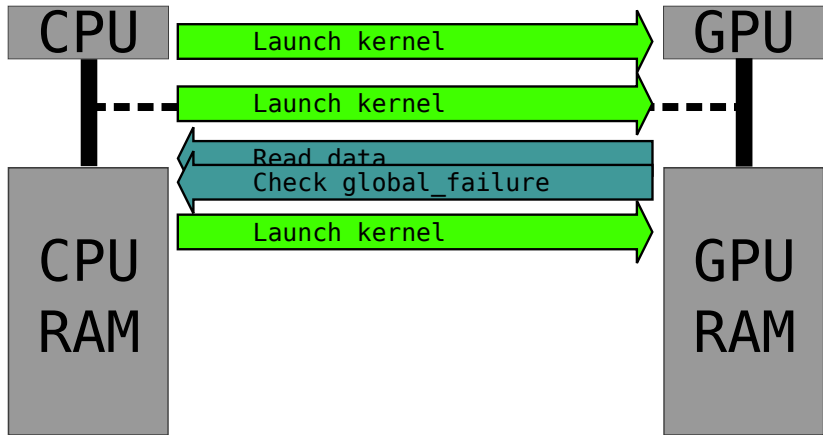 CPU
GPU
Launch kernel
Launch kernel
Read data
Check global_failure
Launch kernel
CPU
RAM
GPU
RAM